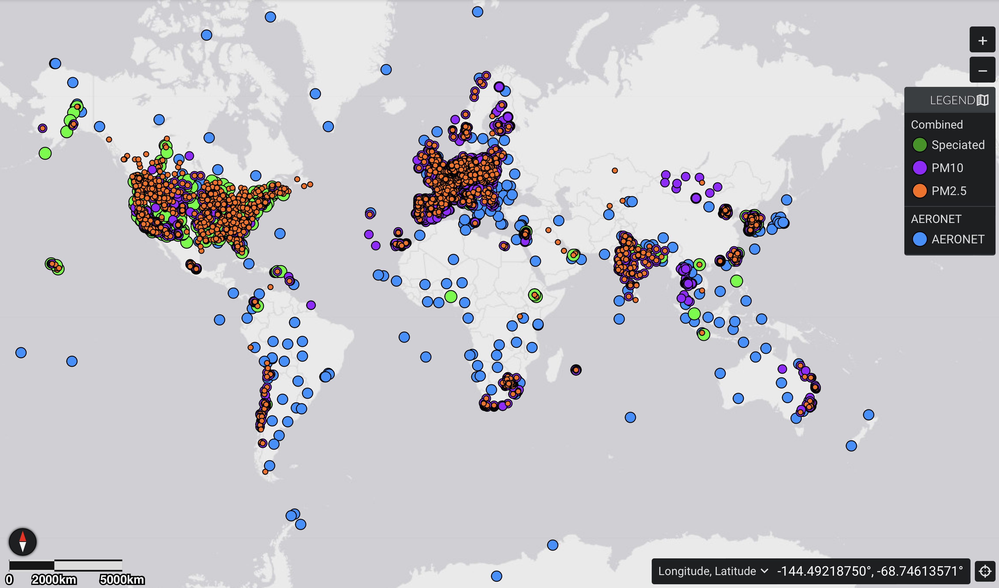 +
−
LEGEND
Combined
Speciated
PM10
PM2.5
AERONET
AERONET
0 2000km 5000km
Longitude, Latitude -144.49218750°, -68.74613571°